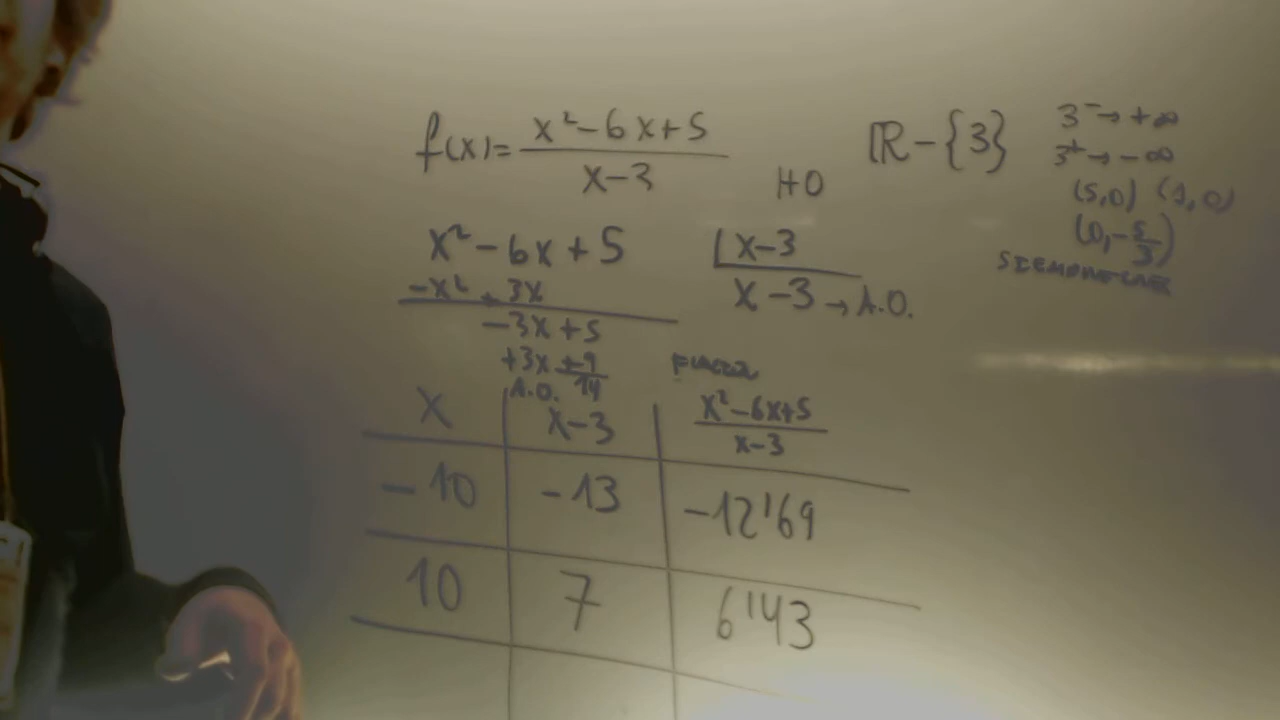 f(x)= x²-6x+5 / x-3
ℝ-{3}
3⁻→+∞
3⁺→-∞
(5,0) (1,0)
(0,-5/3)
HO
x²-6x+5 |x-3
-x²+3x x-3→A.O.
-3x+5
+3x+9
14
x A.O. x-3 x²-6x+5 / x-3
-10 -13 -12'69
10 7 6'43